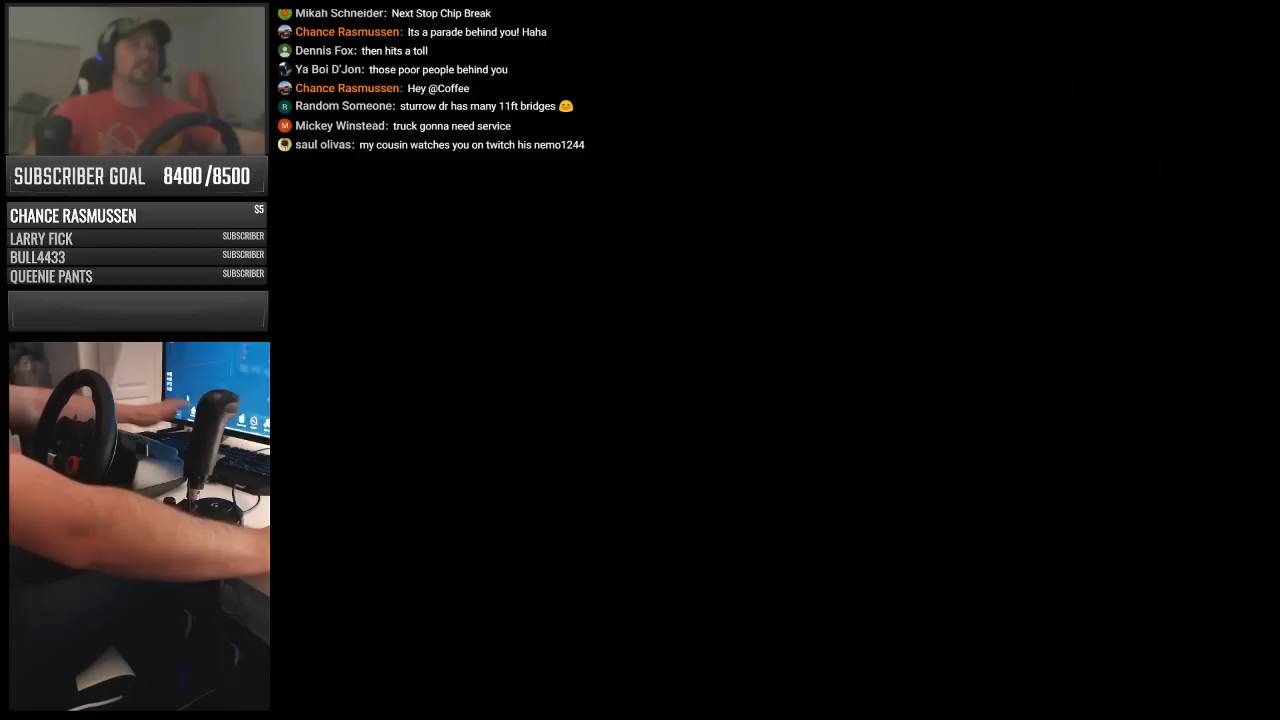 Mikah Schneider: Next Stop Chip Break
Chance Rasmussen: Its a parade behind you! Haha
Dennis Fox: then hits a toll
Ya Boi D'Jon: those poor people behind you
Chance Rasmussen: Hey @Coffee
R Random Someone: sturrow dr has many 11ft bridges 😊
M Mickey Winstead: truck gonna need service
saul olivas: my cousin watches you on twitch his nemo1244
SUBSCRIBER GOAL 8400/8500
CHANCE RASMUSSEN $5
LARRY FICK SUBSCRIBER
BULL4433 SUBSCRIBER
QUEENIE PANTS SUBSCRIBER